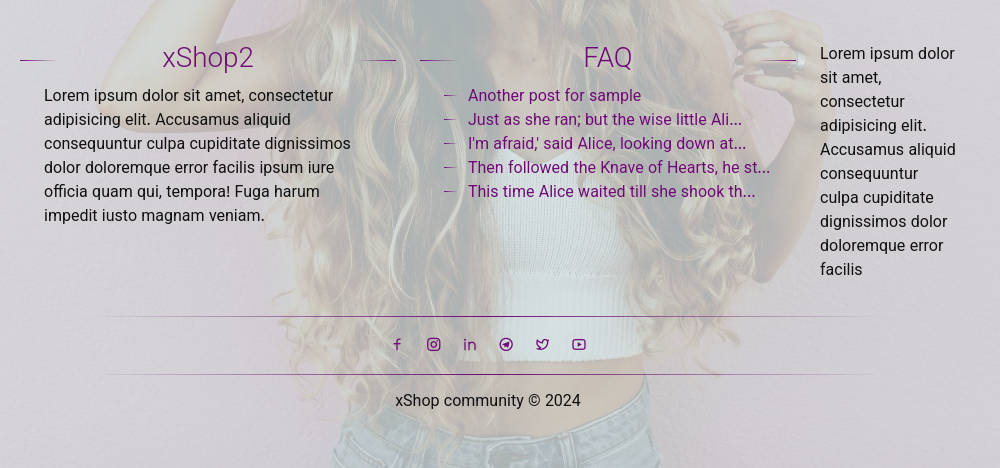 xShop2
Lorem ipsum dolor sit amet, consectetur
adipisicing elit. Accusamus aliquid
consequuntur culpa cupiditate dignissimos
dolor doloremque error facilis ipsum iure
officia quam qui, tempora! Fuga harum
impedit iusto magnam veniam.
FAQ
Another post for sample
Just as she ran; but the wise little Ali...
I'm afraid,' said Alice, looking down at...
Then followed the Knave of Hearts, he st...
This time Alice waited till she shook th...
Lorem ipsum dolor
sit amet,
consectetur
adipisicing elit.
Accusamus aliquid
consequuntur
culpa cupiditate
dignissimos dolor
doloremque error
facilis
xShop community © 2024